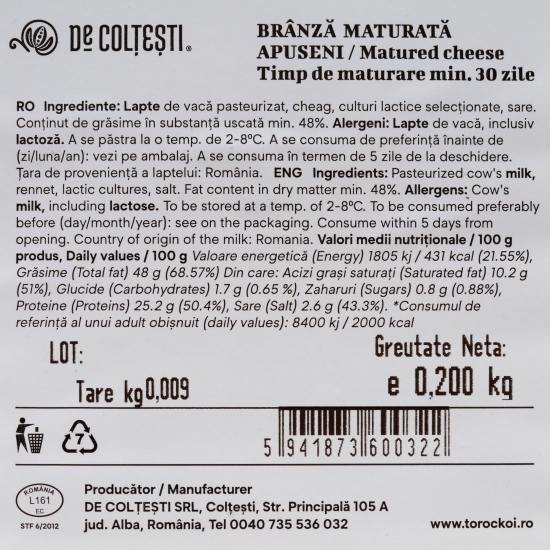 De COLȚEȘTI®
BRÂNZĂ MATURATĂ
APUSENI / Matured cheese
Timp de maturare min. 30 zile
RO Ingrediente: Lapte de vacă pasteurizat, cheag, culturi lactice selecționate, sare.
Conținut de grăsime în substanță uscată min. 48%. Alergeni: Lapte de vacă, inclusiv
lactoză. A se păstra la o temp. de 2-8ºC. A se consuma de preferință înainte de
(zi/luna/an): vezi pe ambalaj. A se consuma în termen de 5 zile de la deschidere.
Țara de proveniență a laptelui: România. ENG Ingredients: Pasteurized cow's milk,
rennet, lactic cultures, salt. Fat content in dry matter min. 48%. Allergens: Cow's
milk, including lactose. To be stored at a temp. of 2-8ºC. To be consumed preferably
before (day/month/year): see on the packaging. Consume within 5 days from
opening. Country of origin of the milk: Romania. Valori medii nutriționale / 100 g
produs, Daily values / 100 g Valoare energetică (Energy) 1805 kj / 431 kcal (21.55%),
Grăsime (Total fat) 48 g (68.57%) Din care: Acizi grași saturați (Saturated fat) 10.2 g
(51%), Glucide (Carbohydrates) 1.7 g (0.65 %), Zaharuri (Sugars) 0.8 g (0.88%),
Proteine (Proteins) 25.2 g (50.4%), Sare (Salt) 2.6 g (43.3%). *Consumul de
referință al unui adult obișnuit (daily values): 8400 kj / 2000 kcal
LOT:
Tare kg0,009
Greutate Neta:
e 0,200 kg
7
5 941873 600322
ROMÂNIA
L161
EC
STF 6/2012
Producător / Manufacturer
DE COLȚEȘTI SRL, Colțești, Str. Principală 105 A
jud. Alba, România, Tel 0040 735 536 032
www.torockoi.ro